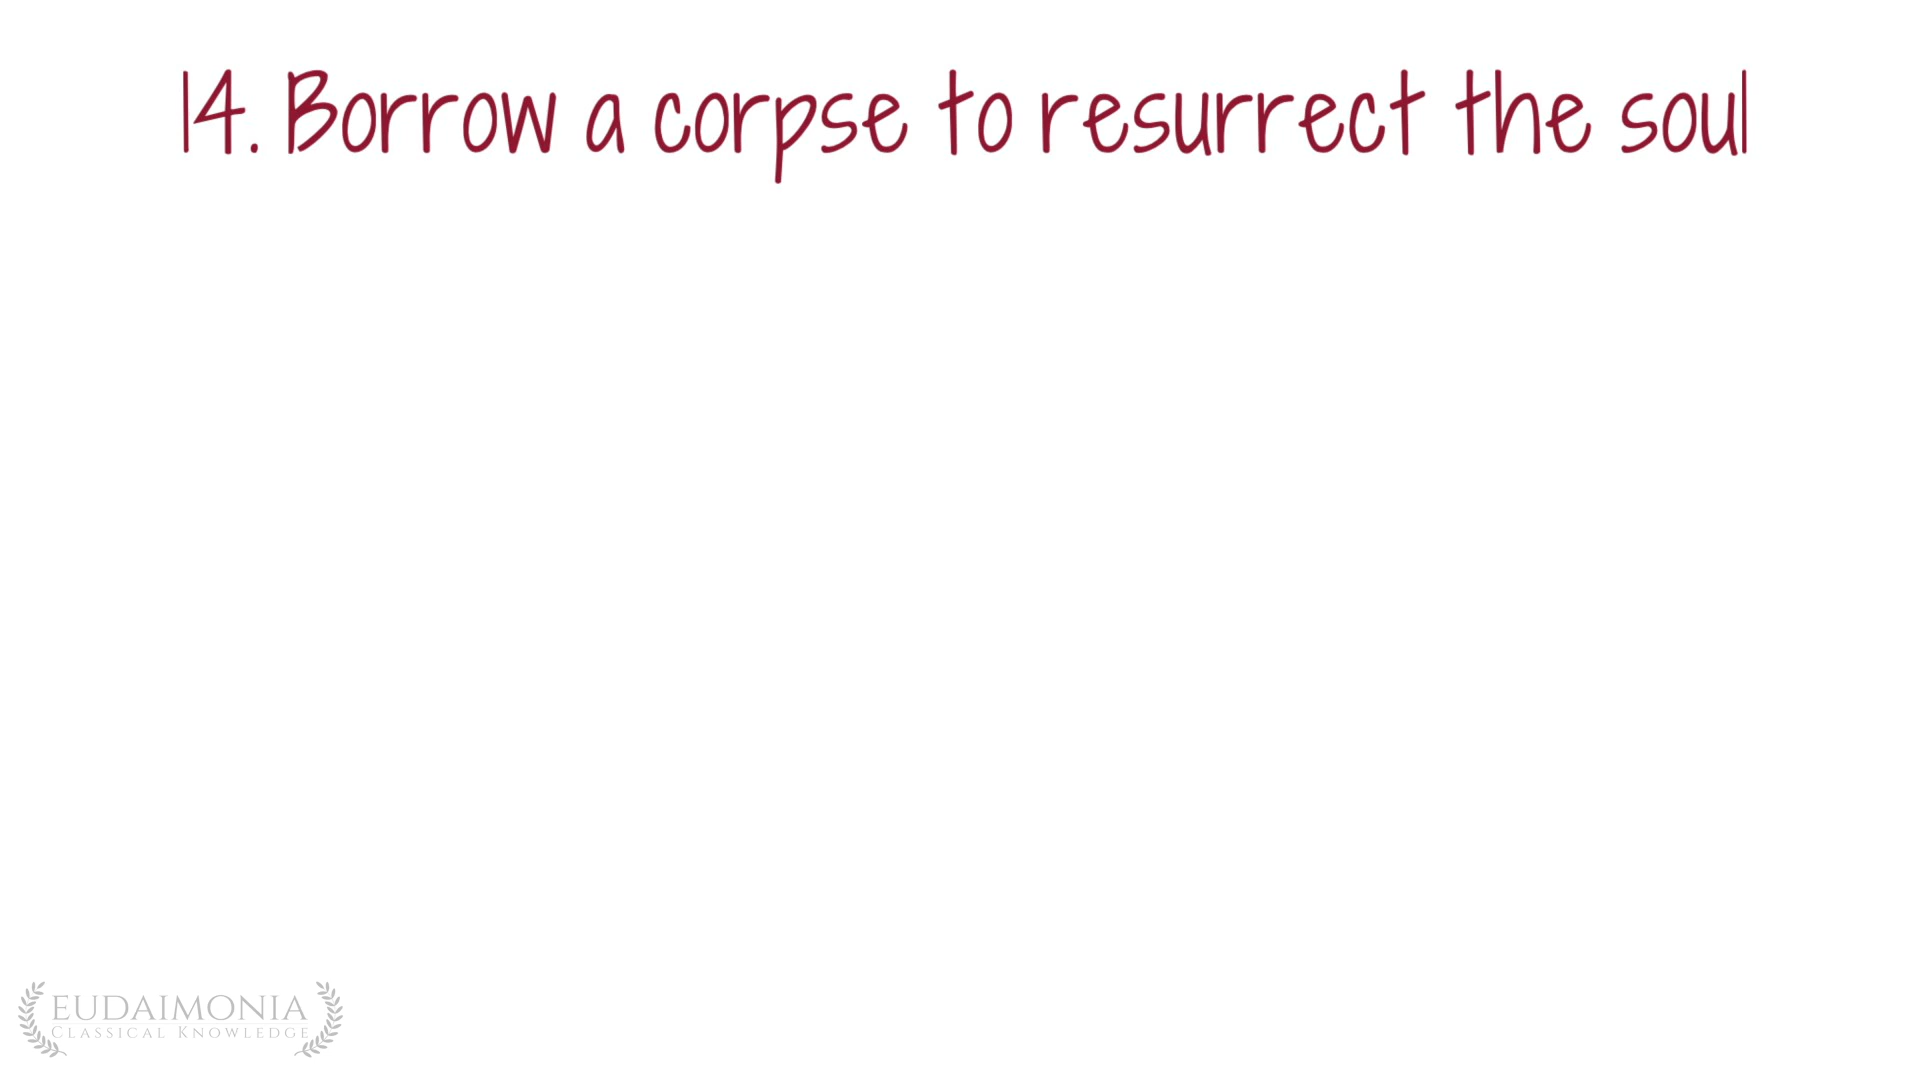 14. Borrow a corpse to resurrect the soul
EUDAIMONIA
CLASSICAL KNOWLEDGE